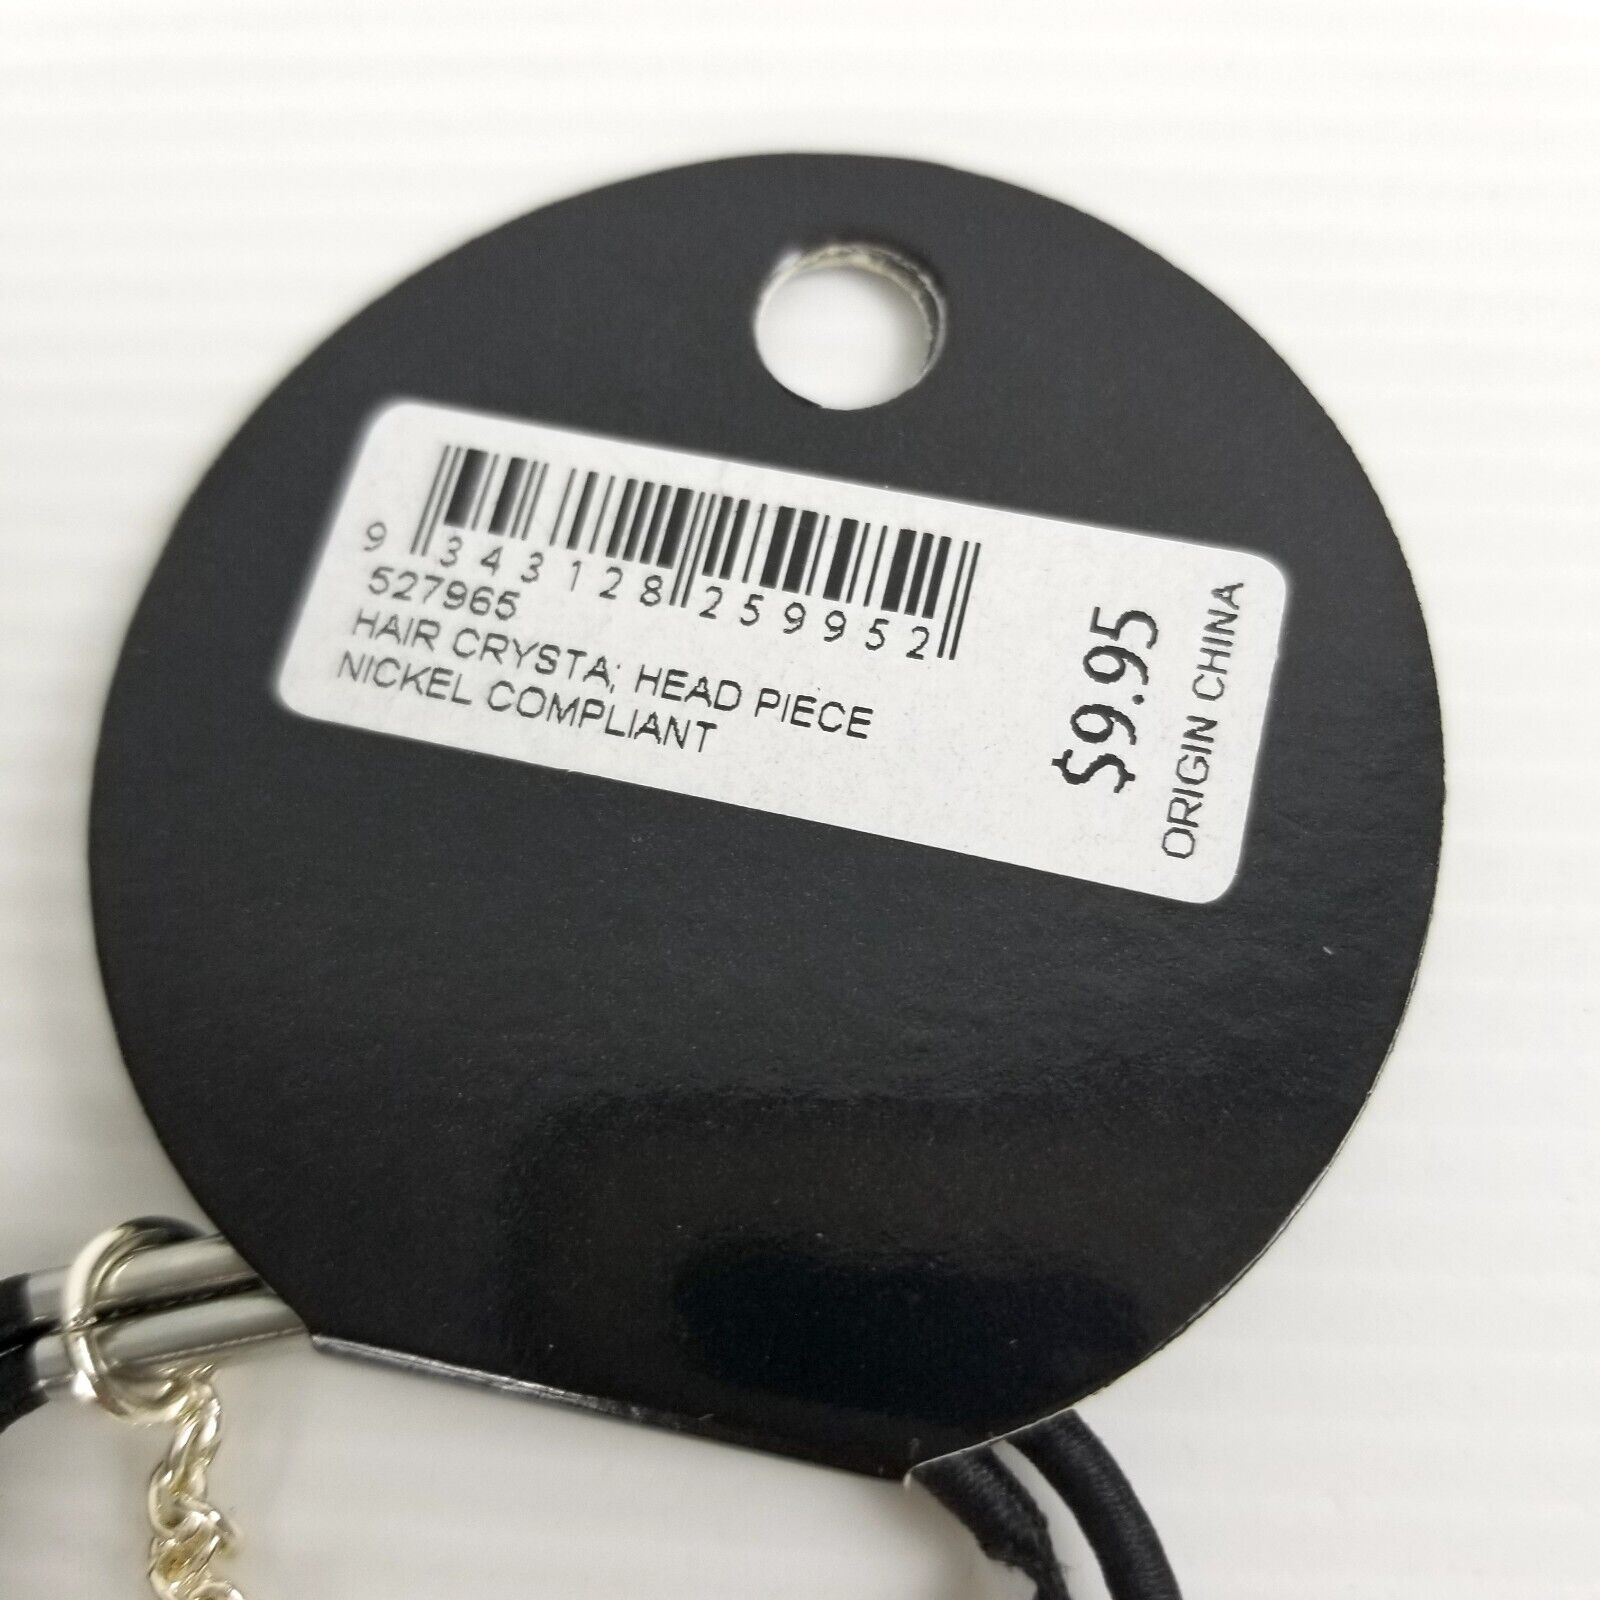 9 343128 259952
527965
HAIR CRYSTA; HEAD PIECE
NICKEL COMPLIANT
$9.95
ORIGIN CHINA